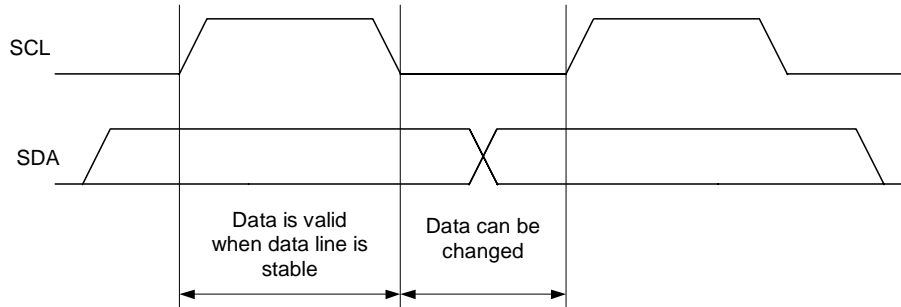 SCL
SDA
Data is valid
when data line is
stable
Data can be
changed